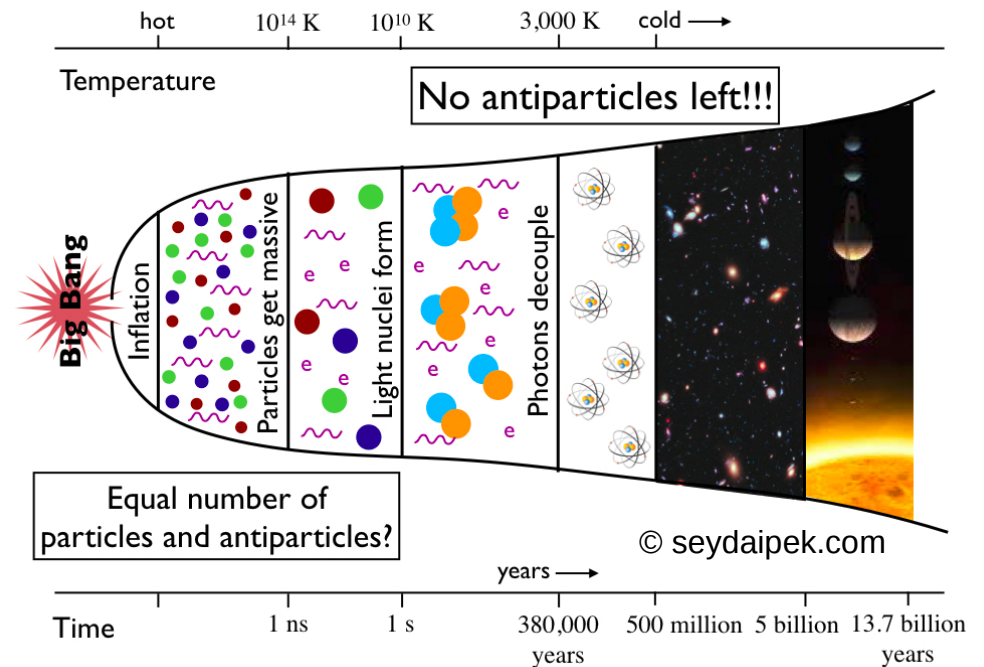 hot
10¹⁴ K
10¹⁰ K
3,000 K
cold
Temperature
No antiparticles left!!!
Big Bang
Inflation
Particles get massive
Light nuclei form
Photons decouple
e
e
e
e
e
e
e
e
e
e
Equal number of
particles and antiparticles?
© seydaipek.com
years
Time
1 ns
1 s
380,000
years
500 million
5 billion
13.7 billion
years